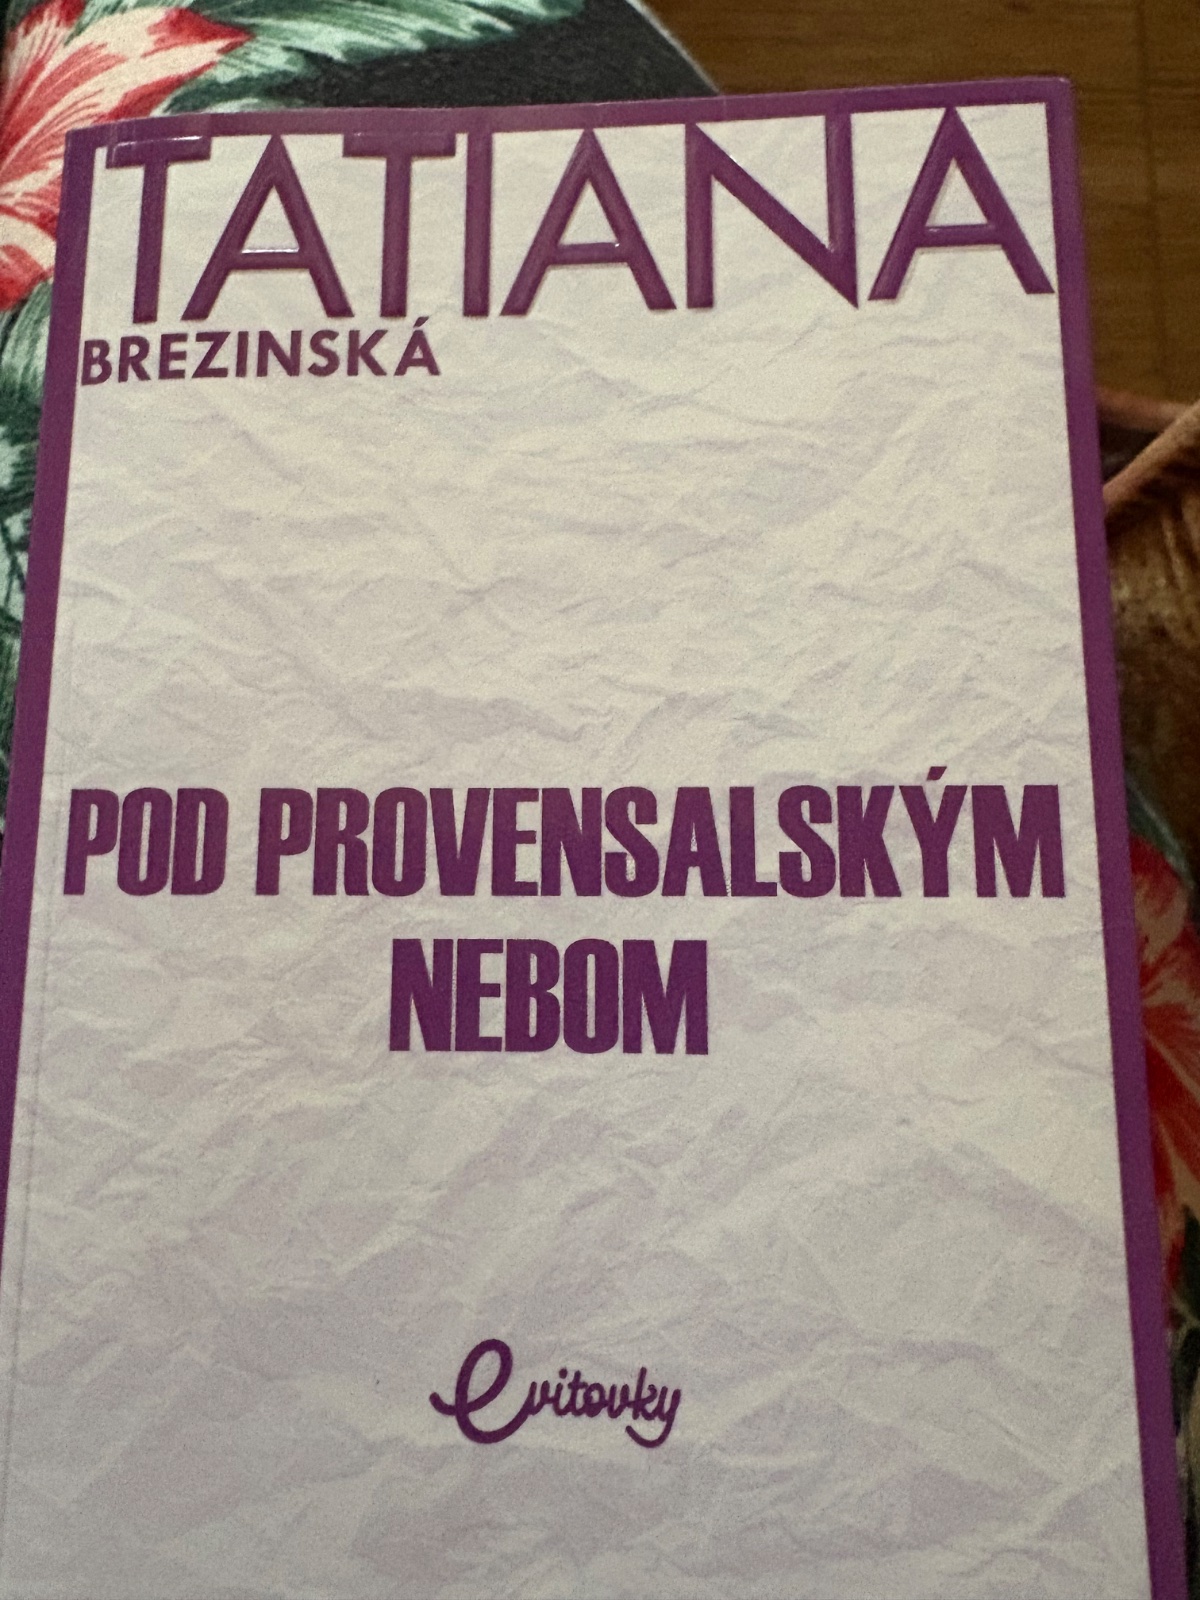 TATIANA
BREZINSKÁ
POD PROVENSALSKÝM
NEBOM
evitovky